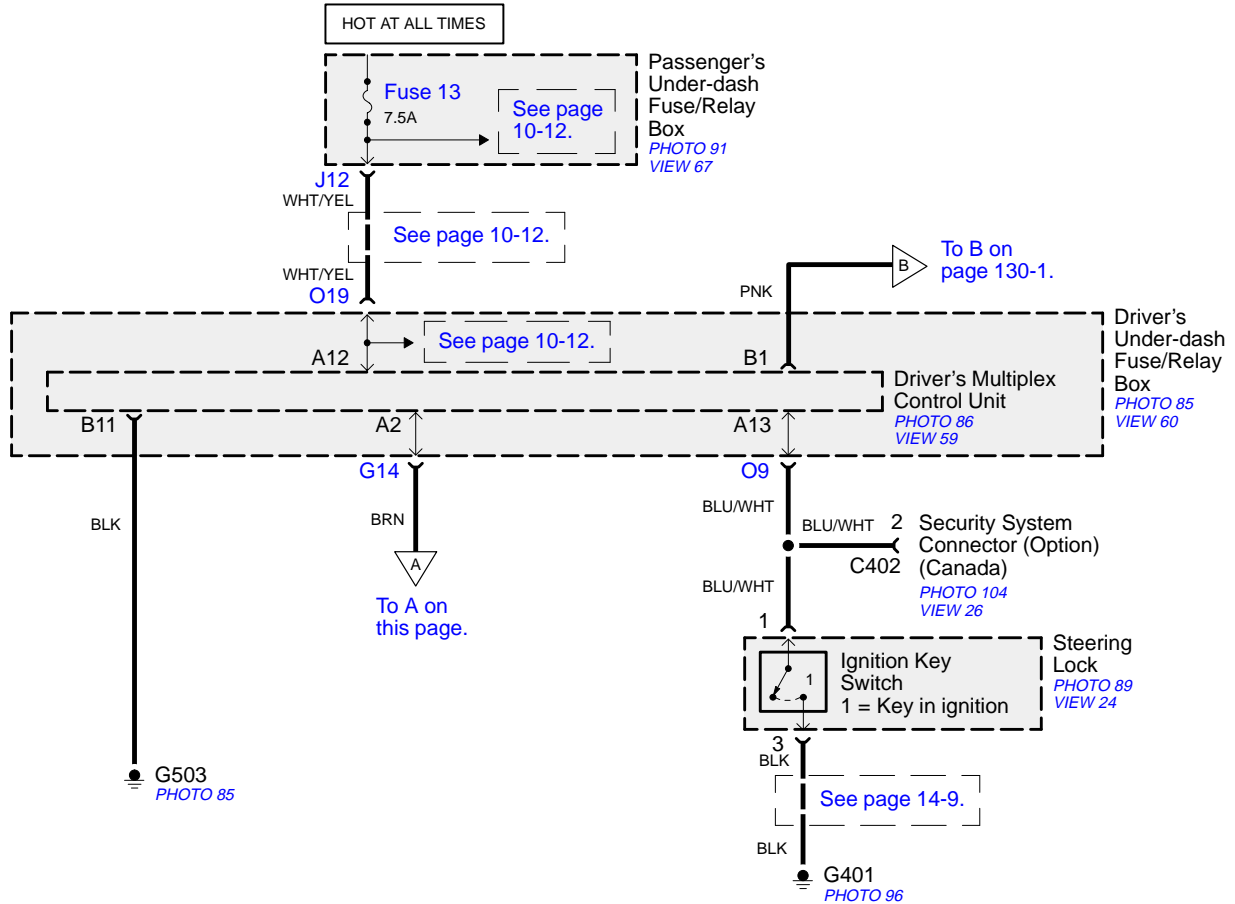 HOT AT ALL TIMES
Passenger's
Under-dash
Fuse/Relay
Box
PHOTO 91
VIEW 67
Fuse 13
7.5A
See page
10-12.
J12
WHT/YEL
See page 10-12.
WHT/YEL
O19
To B on
page 130-1.
B
PNK
Driver's
Under-dash
Fuse/Relay
Box
PHOTO 85
VIEW 60
See page 10-12.
A12
B1
Driver's Multiplex
Control Unit
PHOTO 86
VIEW 59
B11
A2
A13
G14
O9
BLK
BRN
A
To A on
this page.
BLU/WHT
BLU/WHT
2
C402
Security System
Connector (Option)
(Canada)
PHOTO 104
VIEW 26
BLU/WHT
1
Steering
Lock
PHOTO 89
VIEW 24
1
Ignition Key
Switch
1 = Key in ignition
3
BLK
See page 14-9.
BLK
G503
PHOTO 85
G401
PHOTO 96